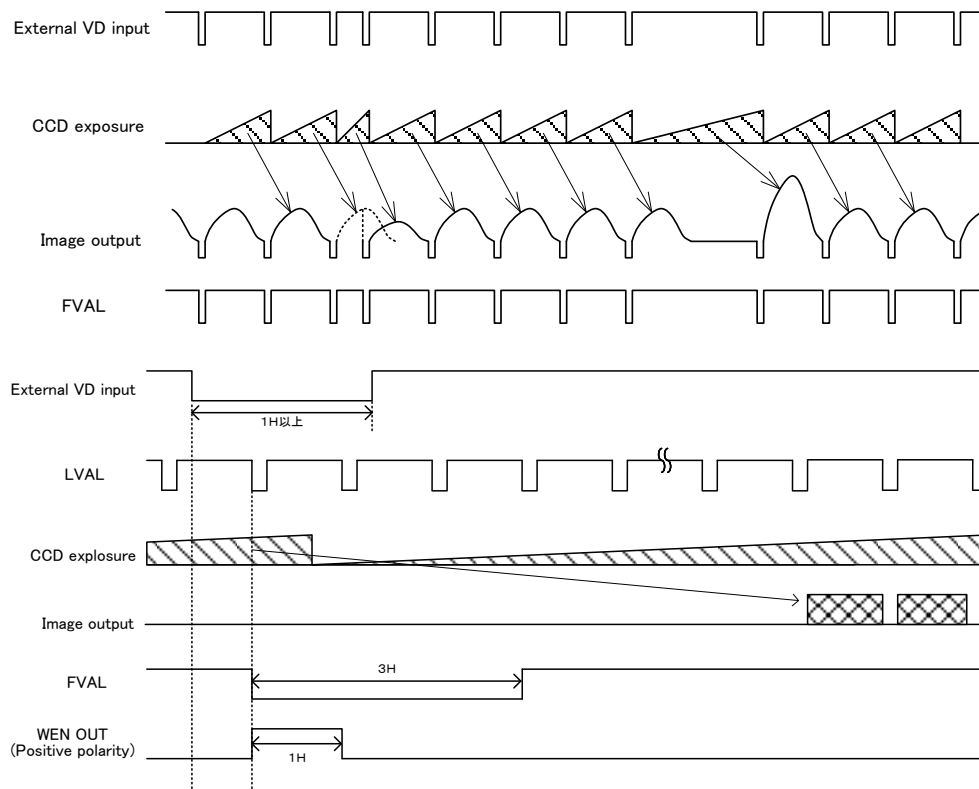 External VD input
CCD exposure
Image output
FVAL
External VD input
1H以上
LVAL
CCD explosure
Image output
3H
FVAL
WEN OUT
(Positive polarity)
1H